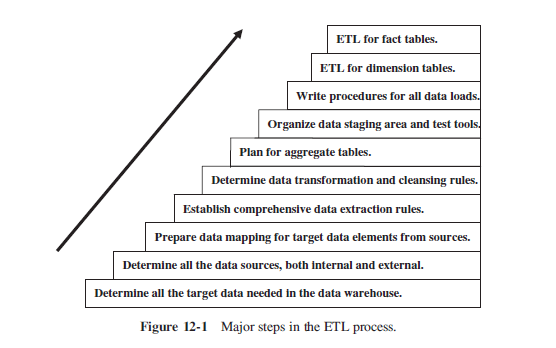 ETL for fact tables.
ETL for dimension tables.
Write procedures for all data loads.
Organize data staging area and test tools.
Plan for aggregate tables.
Determine data transformation and cleansing rules.
Establish comprehensive data extraction rules.
Prepare data mapping for target data elements from sources.
Determine all the data sources, both internal and external.
Determine all the target data needed in the data warehouse.
Figure 12-1 Major steps in the ETL process.